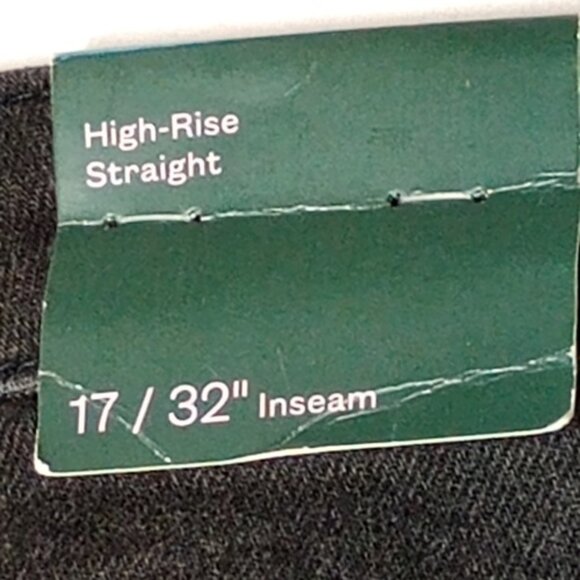 High-Rise
Straight
17 / 32" Inseam